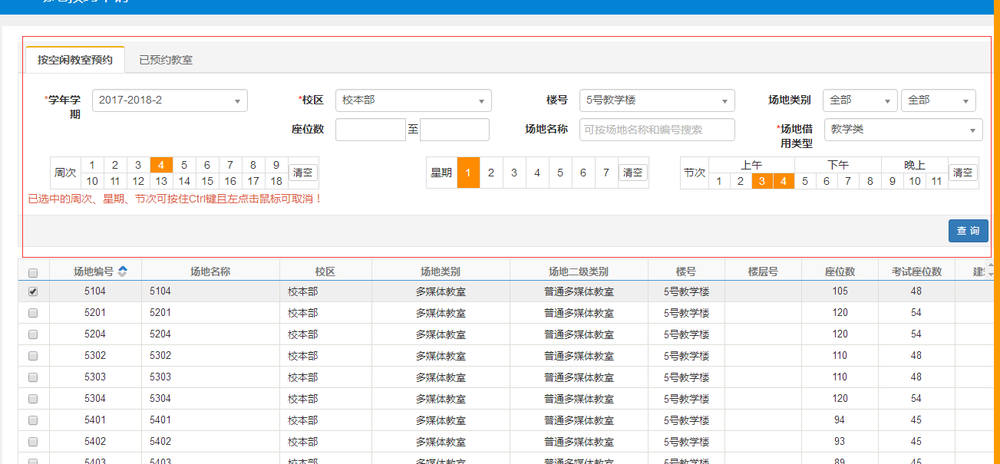 按空闲教室预约 已预约教室
*学年学期 2017-2018-2 *校区 校本部 楼号 5号教学楼 场地类别 全部 全部
座位数 至 场地名称 可按场地名称和编号搜索 *场地借用类型 教学类
周次 1 2 3 4 5 6 7 8 9 10 11 12 13 14 15 16 17 18 清空
星期 1 2 3 4 5 6 7 清空
节次 上午 下午 晚上 1 2 3 4 5 6 7 8 9 10 11 清空
已选中的周次、星期、节次可按住Ctrl键且左点击鼠标可取消！
查 询
场地编号 场地名称 校区 场地类别 场地二级类别 楼号 楼层号 座位数 考试座位数 建
5104 5104 校本部 多媒体教室 普通多媒体教室 5号教学楼 105 48
5201 5201 校本部 多媒体教室 普通多媒体教室 5号教学楼 120 54
5204 5204 校本部 多媒体教室 普通多媒体教室 5号教学楼 120 54
5302 5302 校本部 多媒体教室 普通多媒体教室 5号教学楼 110 48
5303 5303 校本部 多媒体教室 普通多媒体教室 5号教学楼 110 48
5304 5304 校本部 多媒体教室 普通多媒体教室 5号教学楼 120 54
5401 5401 校本部 多媒体教室 普通多媒体教室 5号教学楼 94 45
5402 5402 校本部 多媒体教室 普通多媒体教室 5号教学楼 93 45
5403 5403 校本部 多媒体教室 普通多媒体教室 5号教学楼 89 45